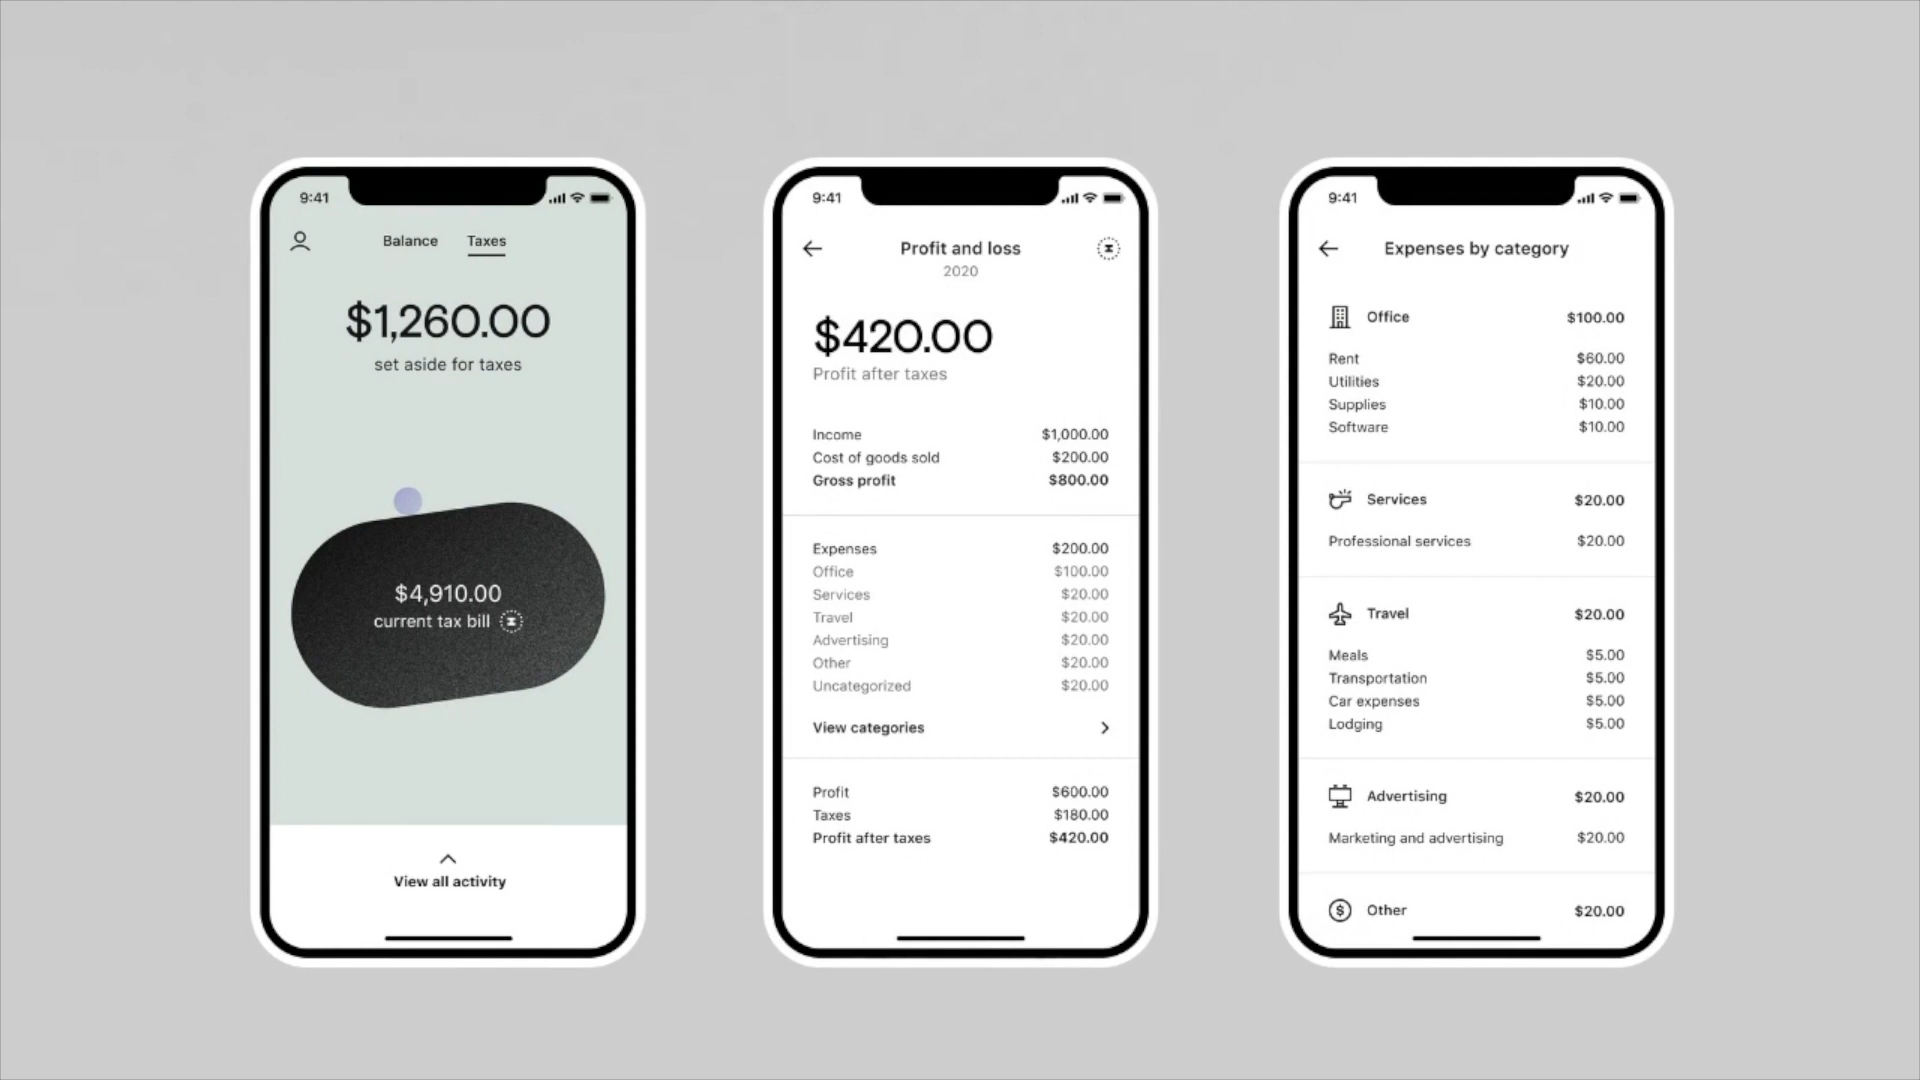 9:41
Balance Taxes
$1,260.00
set aside for taxes
$4,910.00
current tax bill
View all activity
9:41
Profit and loss
2020
$420.00
Profit after taxes
Income $1,000.00
Cost of goods sold $200.00
Gross profit $800.00
Expenses $200.00
Office $100.00
Services $20.00
Travel $20.00
Advertising $20.00
Other $20.00
Uncategorized $20.00
View categories
Profit $600.00
Taxes $180.00
Profit after taxes $420.00
9:41
Expenses by category
Office $100.00
Rent $60.00
Utilities $20.00
Supplies $10.00
Software $10.00
Services $20.00
Professional services $20.00
Travel $20.00
Meals $5.00
Transportation $5.00
Car expenses $5.00
Lodging $5.00
Advertising $20.00
Marketing and advertising $20.00
Other $20.00